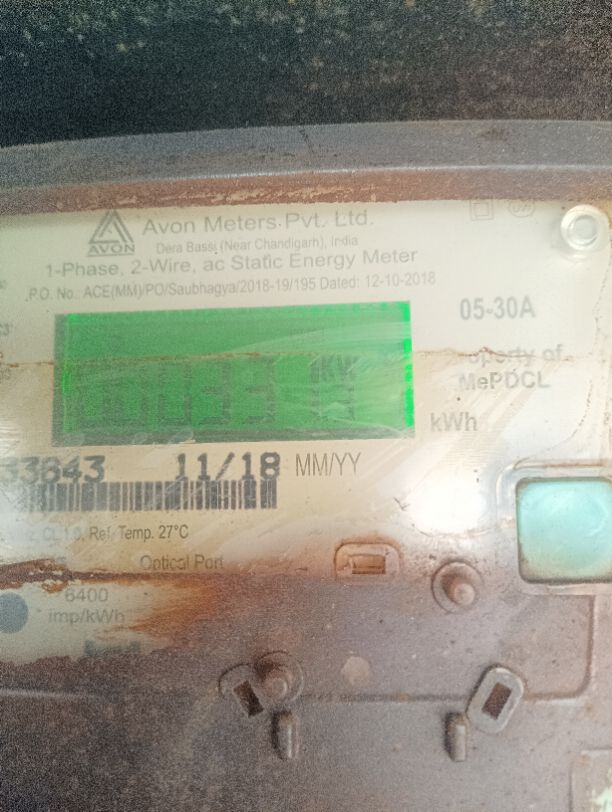 Avon Meters Pvt. Ltd.
AVON
Dera Bassi (Near Chandigarh), India
1-Phase, 2-Wire, ac Static Energy Meter
P.O. No.: ACE(MM)/PO/Saubhagya/2018-19/195 Dated: 12-10-2018
05-30A
of
MePDCL
kWh
33643 11/18 MM/YY
Ref. Temp. 27°C
Optical Port
6400
imp/kWh